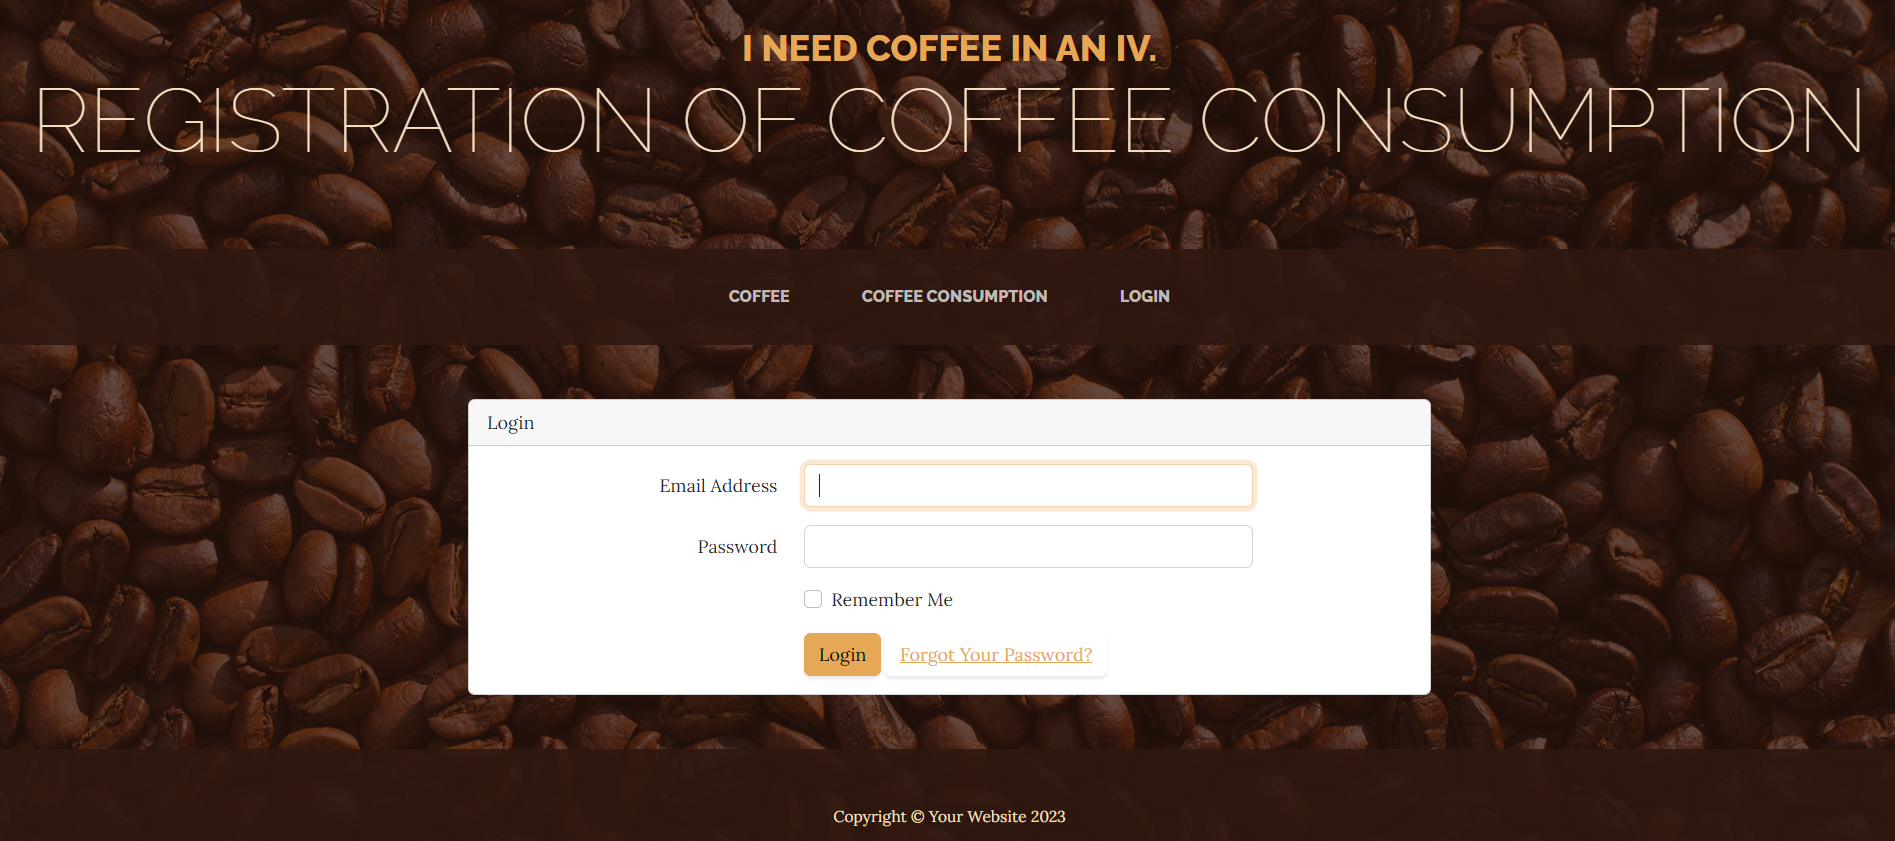 I NEED COFFEE IN AN IV.
REGISTRATION OF COFFEE CONSUMPTION
COFFEE COFFEE CONSUMPTION LOGIN
Login
Email Address
Password
Remember Me
Login Forgot Your Password?
Copyright © Your Website 2023